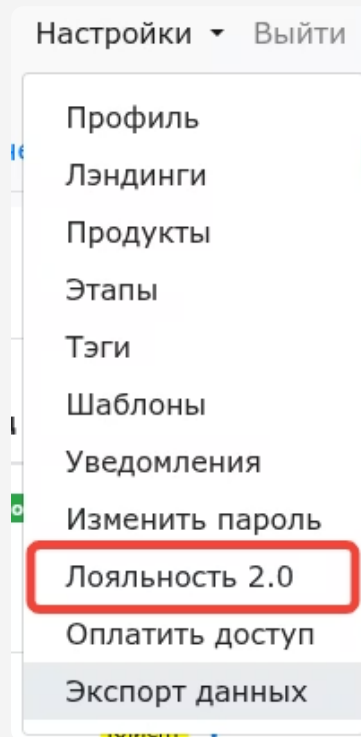 Настройки Выйти
Профиль
Лэндинги
Продукты
Этапы
Тэги
Шаблоны
Уведомления
Изменить пароль
Лояльность 2.0
Оплатить доступ
Экспорт данных